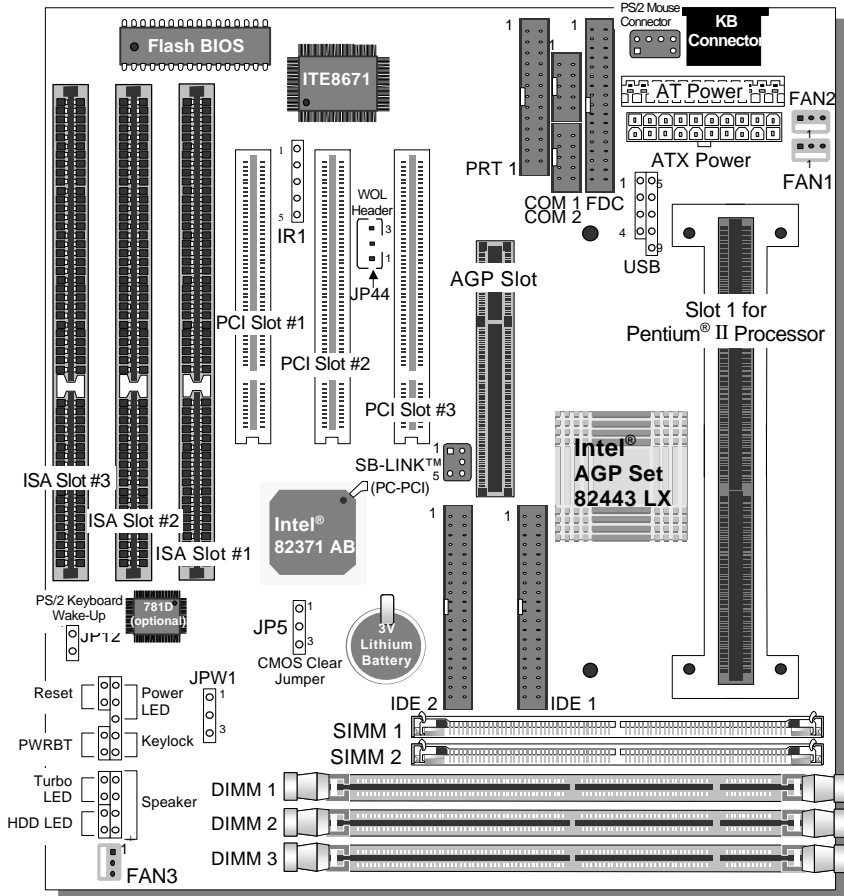 PS/2 Mouse
Connector
KB
Connector
Flash BIOS
1
1
1
ITE8671
AT Power
FAN2
1
ATX Power
1
FAN1
PRT 1
COM 1
COM 2
FDC
1
5
4
9
USB
1
5
IR1
WOL
Header
3
1
JP44
AGP Slot
Slot 1 for
Pentium® II Processor
PCI Slot #1
PCI Slot #2
PCI Slot #3
SB-LINK™
(PC-PCI)
1
5
Intel®
AGP Set
82443 LX
ISA Slot #3
ISA Slot #2
ISA Slot #1
Intel®
82371 AB
1
1
PS/2 Keyboard
Wake-Up
781D
(optional)
JP12
JP5
1
3
CMOS Clear
Jumper
3V
Lithium
Battery
JPW1
1
3
Reset
Power
LED
PWRBT
Keylock
IDE 2
IDE 1
SIMM 1
SIMM 2
Turbo
LED
Speaker
HDD LED
DIMM 1
DIMM 2
DIMM 3
1
FAN3